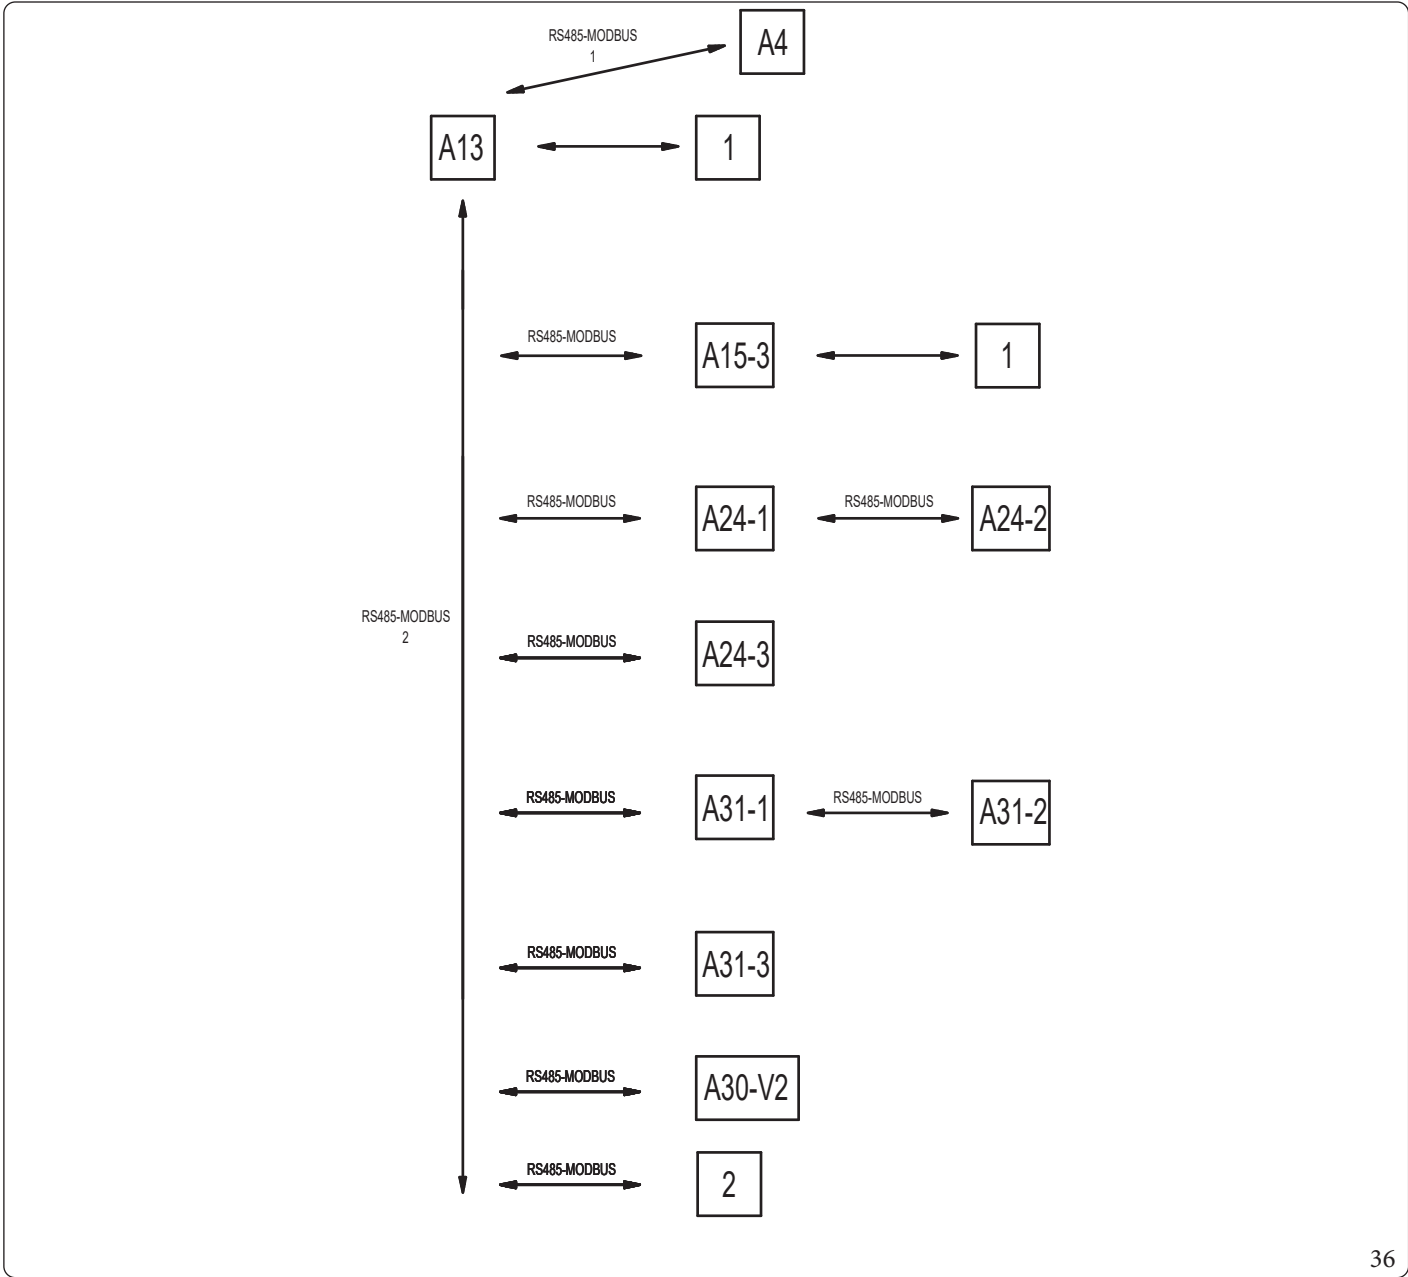 RS485-MODBUS
1
A4
A13
1
RS485-MODBUS
A15-3
1
RS485-MODBUS
A24-1
RS485-MODBUS
A24-2
RS485-MODBUS
2
RS485-MODBUS
A24-3
RS485-MODBUS
A31-1
RS485-MODBUS
A31-2
RS485-MODBUS
A31-3
RS485-MODBUS
A30-V2
RS485-MODBUS
2
36